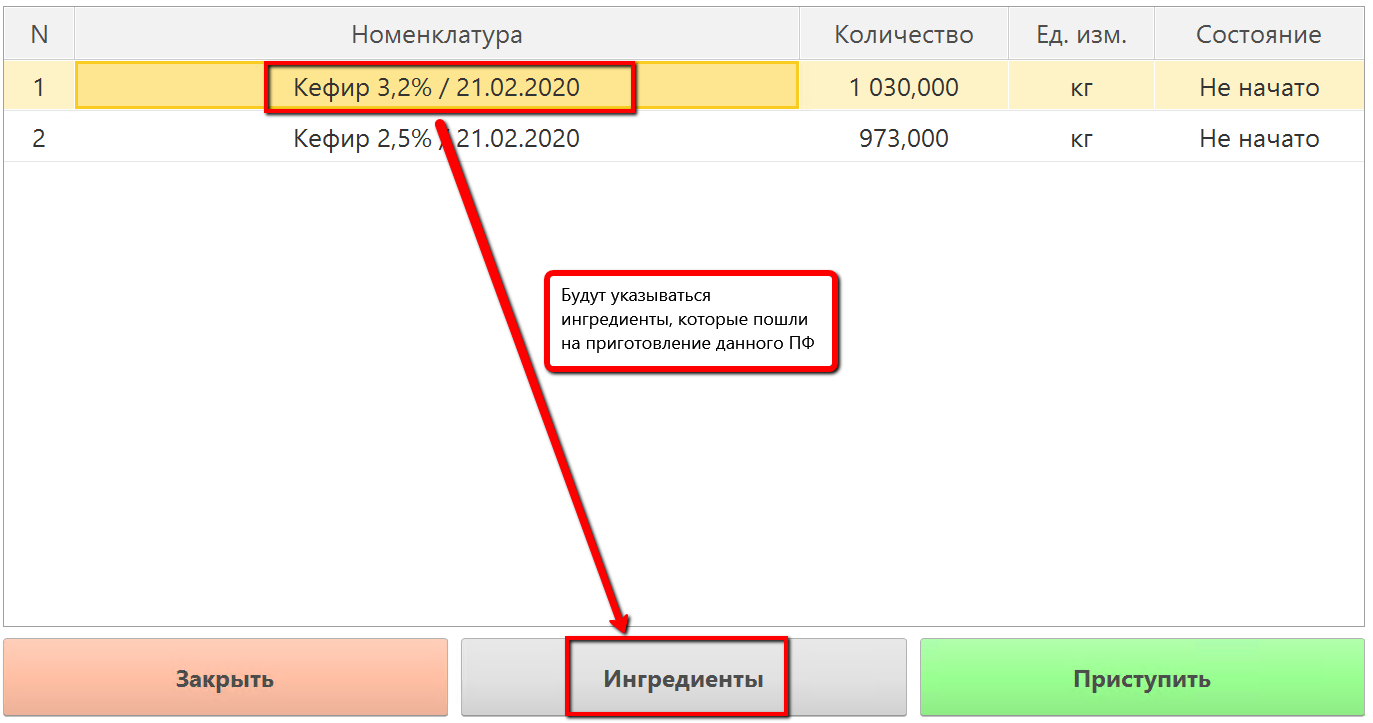 N Номенклатура Количество Ед. изм. Состояние
1 Кефир 3,2% / 21.02.2020 1 030,000 кг Не начато
2 Кефир 2,5% / 21.02.2020 973,000 кг Не начато
Будут указываться
ингредиенты, которые пошли
на приготовление данного ПФ
Закрыть Ингредиенты Приступить